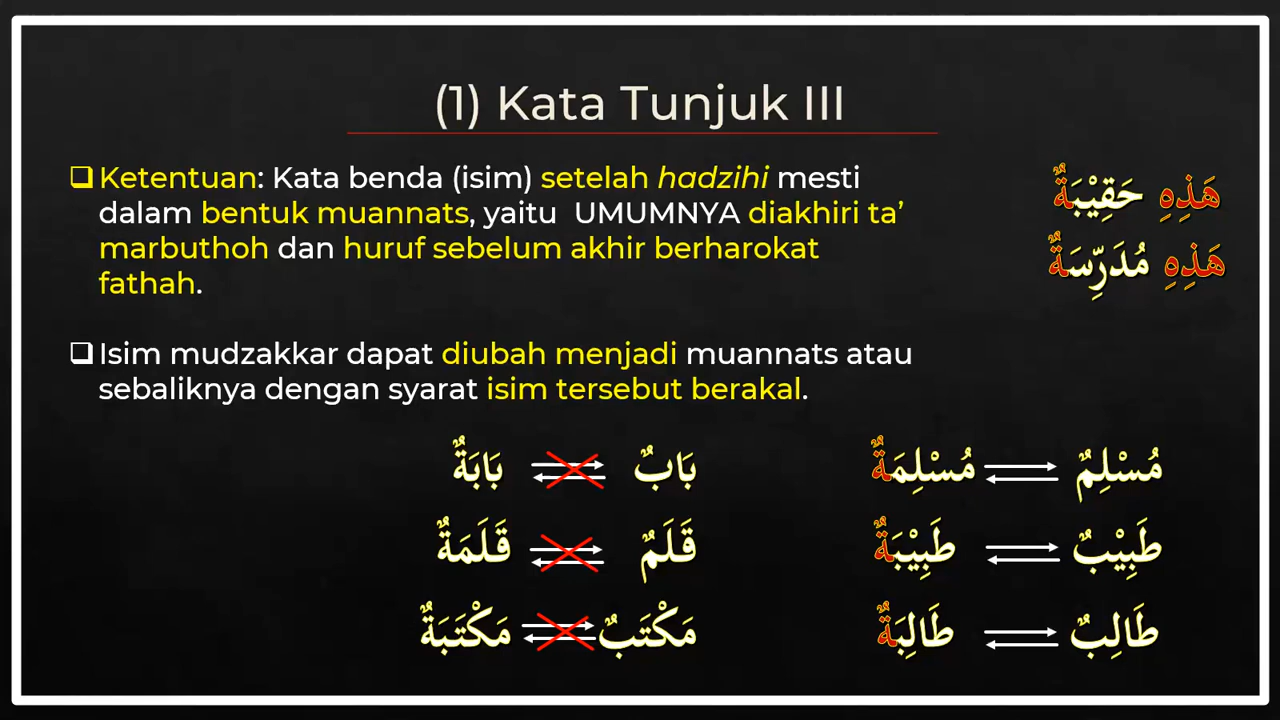 (1) Kata Tunjuk III
❑ Ketentuan: Kata benda (isim) setelah hadzihi mesti
dalam bentuk muannats, yaitu UMUMNYA diakhiri ta’
marbuthoh dan huruf sebelum akhir berharokat
fathah.
هَذِهِ حَقِيْبَةٌ
هَذِهِ مُدَرِّسَةٌ
❑ Isim mudzakkar dapat diubah menjadi muannats atau
sebaliknya dengan syarat isim tersebut berakal.
مُسْلِمٌ مُسْلِمَةٌ بَابٌ بَابَةٌ
طَبِيْبٌ طَبِيْبَةٌ قَلَمٌ قَلَمَةٌ
طَالِبٌ طَالِبَةٌ مَكْتَبٌ مَكْتَبَةٌ